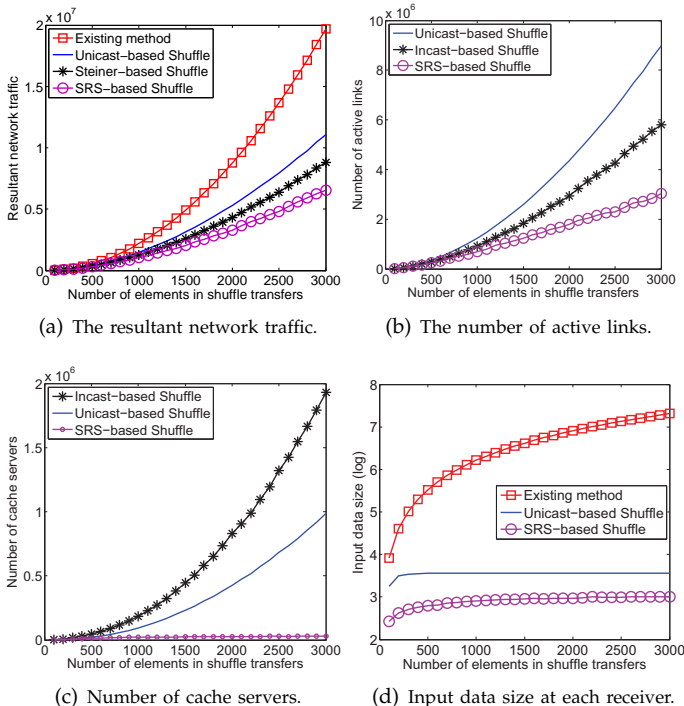 x 10^7
2
1.5
1
0.5
0
Resultant network traffic
Existing method
Unicast-based Shuffle
Steiner-based Shuffle
SRS-based Shuffle
0 500 1000 1500 2000 2500 3000
Number of elements in shuffle transfers
(a) The resultant network traffic.
x 10^6
10
8
6
4
2
0
Number of active links
Unicast-based Shuffle
Incast-based Shuffle
SRS-based Shuffle
0 500 1000 1500 2000 2500 3000
Number of elements in shuffle transfers
(b) The number of active links.
x 10^6
2
1.5
1
0.5
0
Number of cache servers
Incast-based Shuffle
Unicast-based Shuffle
SRS-based Shuffle
0 500 1000 1500 2000 2500 3000
Number of elements in shuffle transfers
(c) Number of cache servers.
8
7
6
5
4
3
2
Input data size (log)
Existing method
Unicast-based Shuffle
SRS-based Shuffle
0 500 1000 1500 2000 2500 3000
Number of elements in shuffle transfers
(d) Input data size at each receiver.